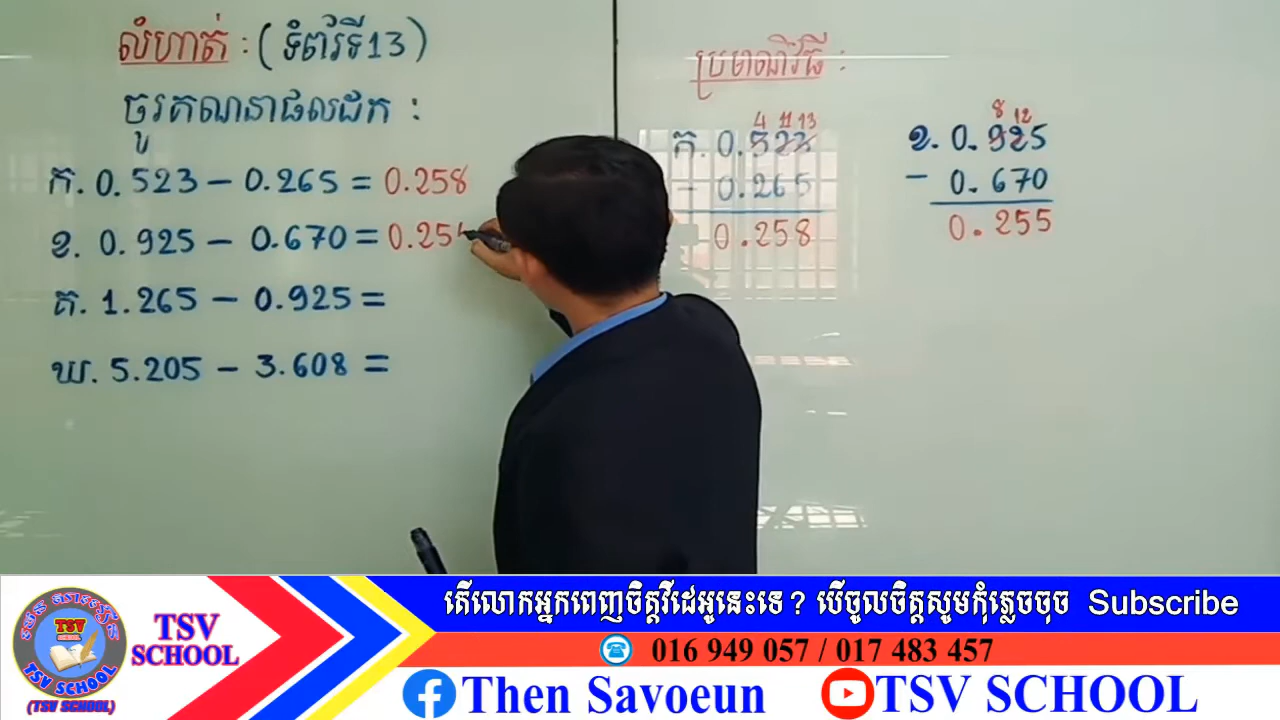 លំហាត់ : (ទំព័រទី13)
ចូរគណនាផលដក :
ក. 0.523 – 0.265 = 0.258
ខ. 0.925 – 0.670 = 0.25
គ. 1.265 – 0.925 =
ឃ. 5.205 – 3.608 =
ប្រមាណវិធី :
4 11 13
ក. 0.523
- 0.265
0.258
8 12
ខ. 0.925
- 0.670
0.255
TSV
SCHOOL
TSV SCHOOL
(TSV SCHOOL)
TSV
SCHOOL
តើលោកអ្នកពេញចិត្តវីដេអូនេះទេ? បើចូលចិត្តសូមកុំភ្លេចចុច Subscribe
016 949 057 / 017 483 457
Then Savoeun
TSV SCHOOL